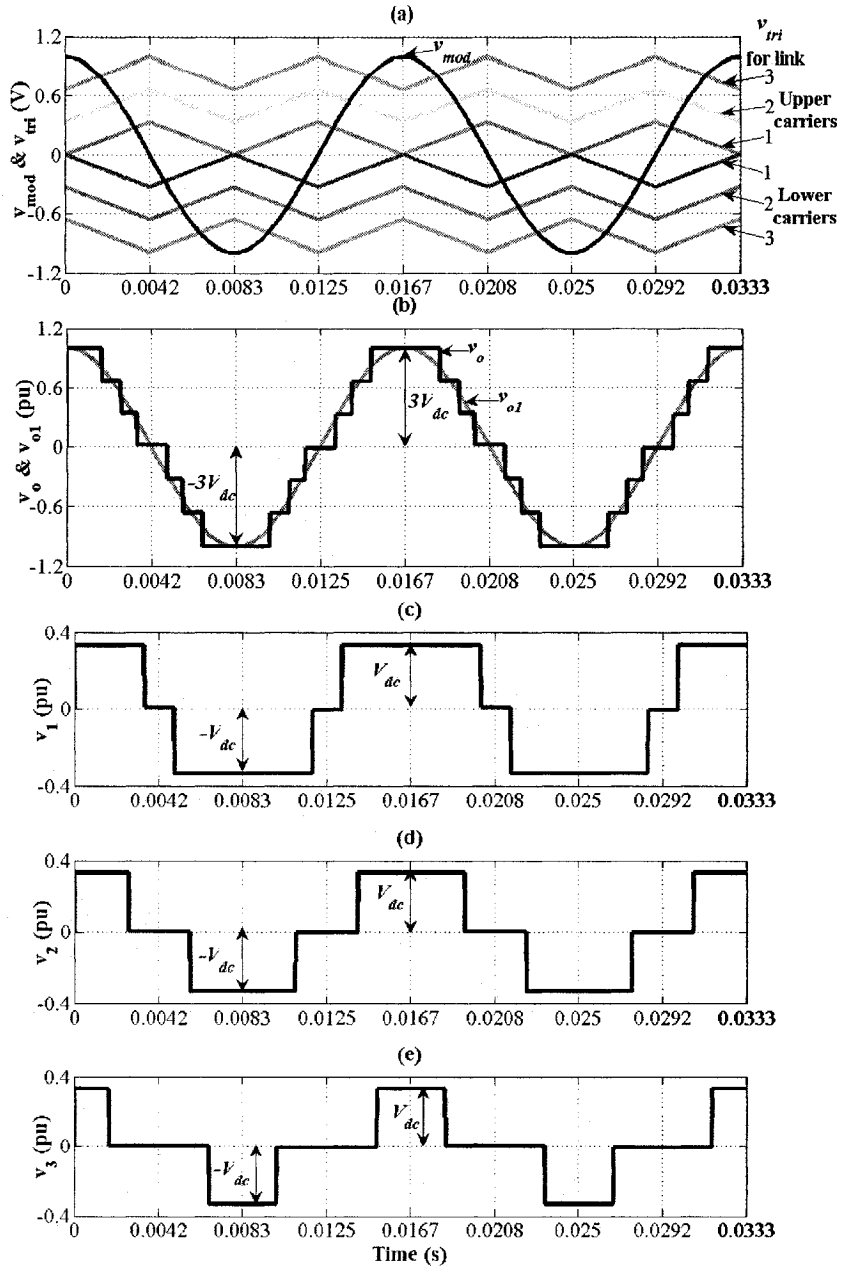 (a)
v_mod & v_tri (V)
1.2
0.6
0
-0.6
-1.2
v_mod
v_tri
for link
3
2 Upper
carriers
1
1
2 Lower
carriers
3
0 0.0042 0.0083 0.0125 0.0167 0.0208 0.025 0.0292 0.0333
(b)
v_o & v_o1 (pu)
1.2
0.6
0
-0.6
-1.2
v_o
v_o1
3V_dc
-3V_dc
0 0.0042 0.0083 0.0125 0.0167 0.0208 0.025 0.0292 0.0333
(c)
v_1 (pu)
0.4
0
-0.4
V_dc
-V_dc
0 0.0042 0.0083 0.0125 0.0167 0.0208 0.025 0.0292 0.0333
(d)
v_2 (pu)
0.4
0
-0.4
V_dc
-V_dc
0 0.0042 0.0083 0.0125 0.0167 0.0208 0.025 0.0292 0.0333
(e)
v_3 (pu)
0.4
0
-0.4
V_dc
-V_dc
0 0.0042 0.0083 0.0125 0.0167 0.0208 0.025 0.0292 0.0333
Time (s)